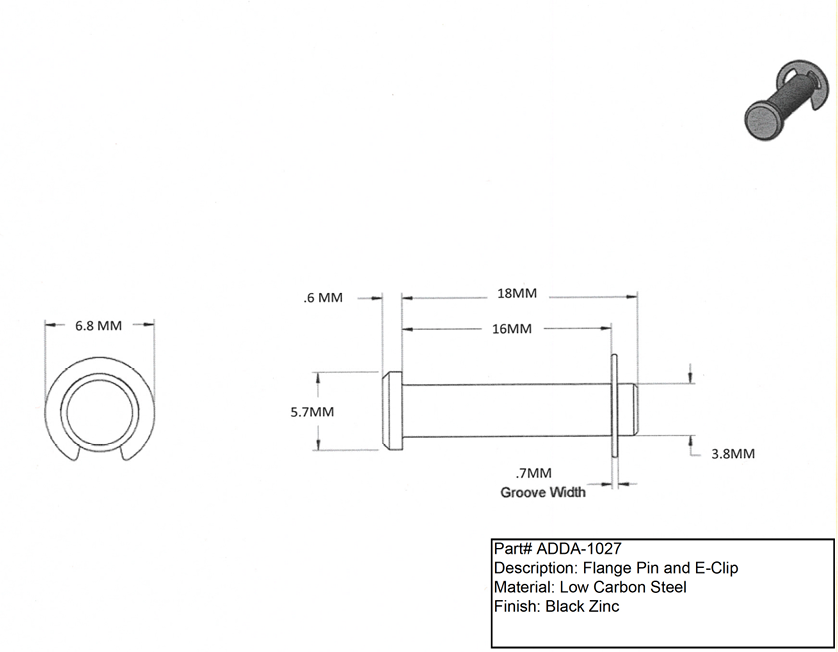 .6 MM
18MM
16MM
6.8 MM
5.7MM
3.8MM
.7MM
Groove Width
Part# ADDA-1027
Description: Flange Pin and E-Clip
Material: Low Carbon Steel
Finish: Black Zinc